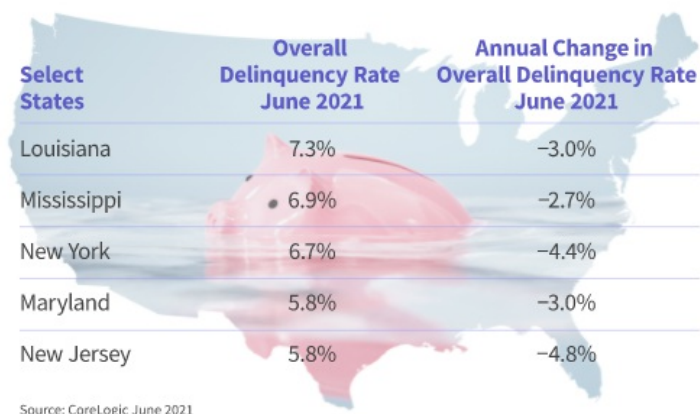 Select
States
Overall
Delinquency Rate
June 2021
Annual Change in
Overall Delinquency Rate
June 2021
Louisiana 7.3% −3.0%
Mississippi 6.9% −2.7%
New York 6.7% −4.4%
Maryland 5.8% −3.0%
New Jersey 5.8% −4.8%
Source: CoreLogic June 2021